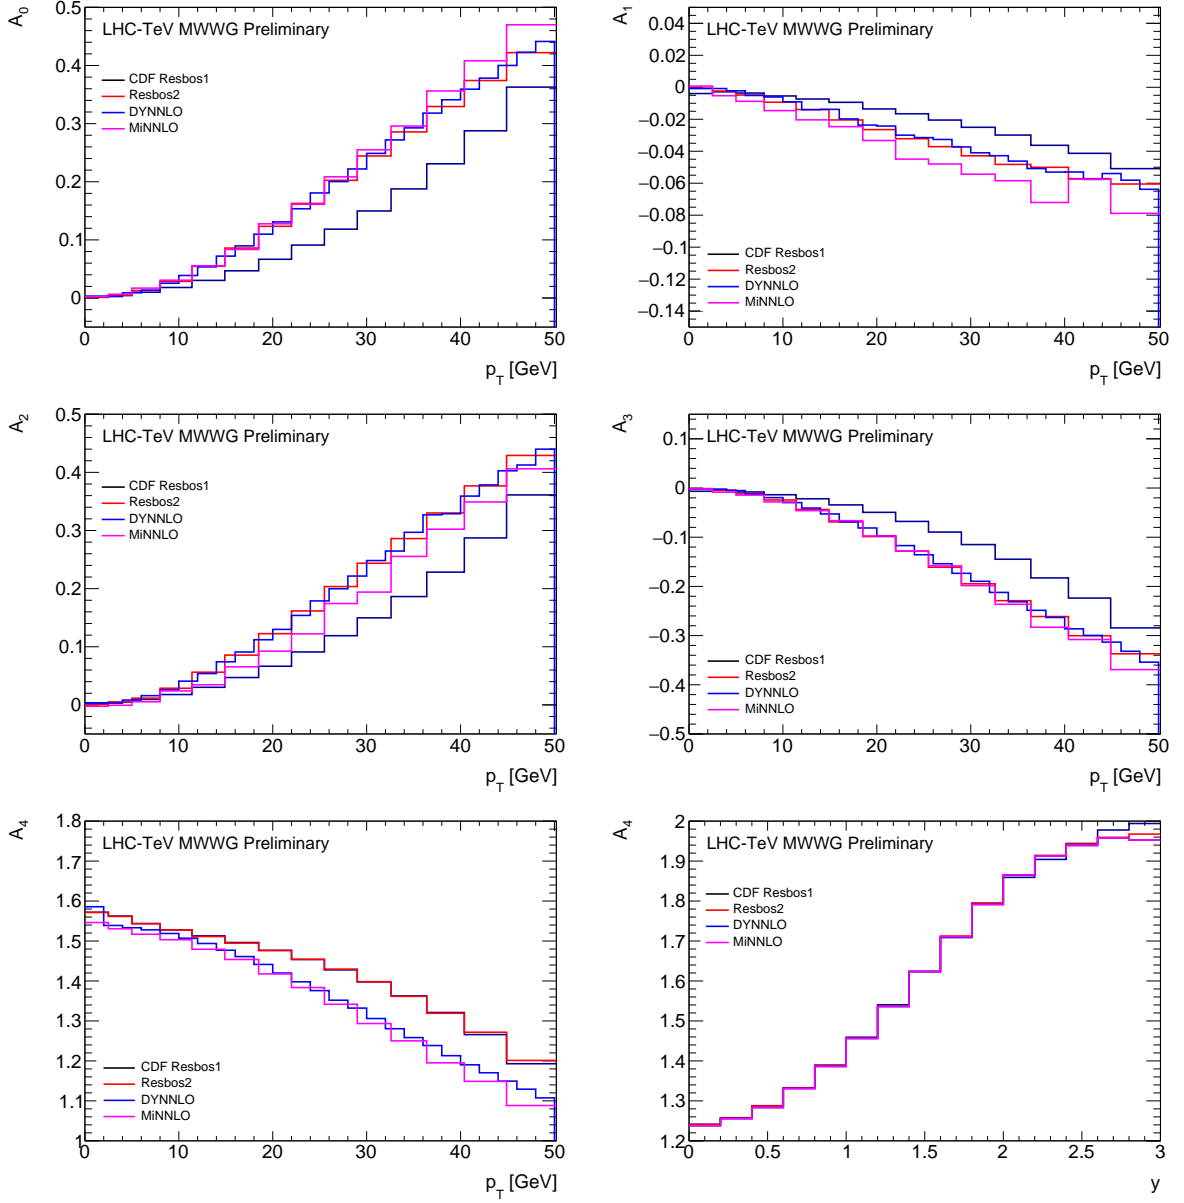 A0
LHC-TeV MWWG Preliminary
CDF Resbos1
Resbos2
DYNNLO
MiNNLO
0.5
0.4
0.3
0.2
0.1
0
0 10 20 30 40 50
pT [GeV]
A1
LHC-TeV MWWG Preliminary
0.04
0.02
0
−0.02
−0.04
−0.06
−0.08
−0.1
−0.12
−0.14
CDF Resbos1
Resbos2
DYNNLO
MiNNLO
0 10 20 30 40 50
pT [GeV]
A2
LHC-TeV MWWG Preliminary
CDF Resbos1
Resbos2
DYNNLO
MiNNLO
0.5
0.4
0.3
0.2
0.1
0
0 10 20 30 40 50
pT [GeV]
A3
LHC-TeV MWWG Preliminary
0.1
0
−0.1
−0.2
−0.3
−0.4
−0.5
CDF Resbos1
Resbos2
DYNNLO
MiNNLO
0 10 20 30 40 50
pT [GeV]
A4
LHC-TeV MWWG Preliminary
1.8
1.7
1.6
1.5
1.4
1.3
1.2
1.1
1
CDF Resbos1
Resbos2
DYNNLO
MiNNLO
0 10 20 30 40 50
pT [GeV]
A4
LHC-TeV MWWG Preliminary
CDF Resbos1
Resbos2
DYNNLO
MiNNLO
2
1.9
1.8
1.7
1.6
1.5
1.4
1.3
1.2
0 0.5 1 1.5 2 2.5 3
y